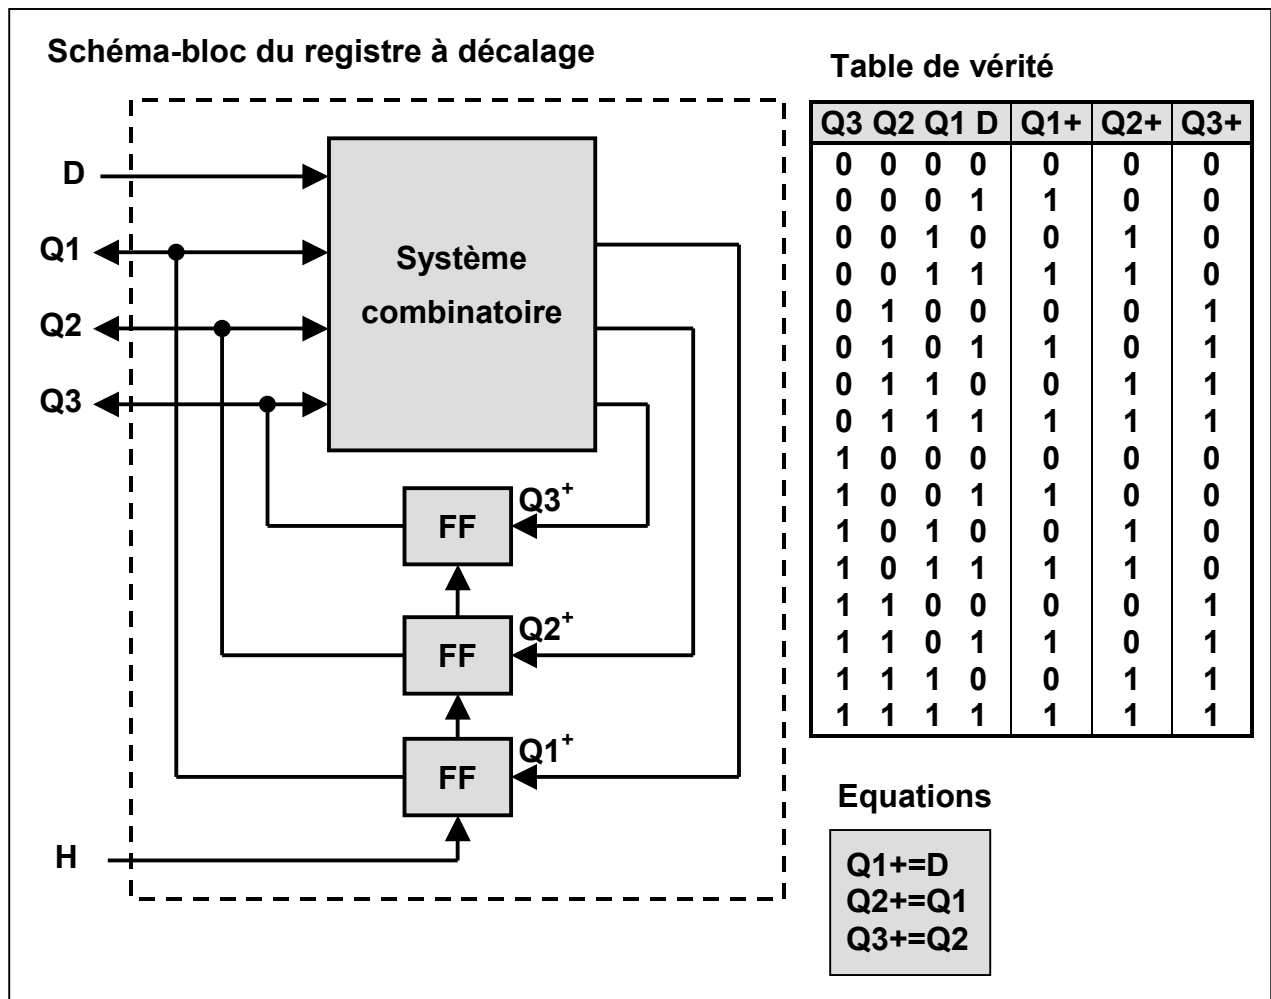 Schéma-bloc du registre à décalage
D
Q1
Q2
Q3
H
Système
combinatoire
FF
Q3+
FF
Q2+
FF
Q1+
Table de vérité
Q3 Q2 Q1 D Q1+ Q2+ Q3+
0 0 0 0 0 0 0
0 0 0 1 1 0 0
0 0 1 0 0 1 0
0 0 1 1 1 1 0
0 1 0 0 0 0 1
0 1 0 1 1 0 1
0 1 1 0 0 1 1
0 1 1 1 1 1 1
1 0 0 0 0 0 0
1 0 0 1 1 0 0
1 0 1 0 0 1 0
1 0 1 1 1 1 0
1 1 0 0 0 0 1
1 1 0 1 1 0 1
1 1 1 0 0 1 1
1 1 1 1 1 1 1
Equations
Q1+=D
Q2+=Q1
Q3+=Q2